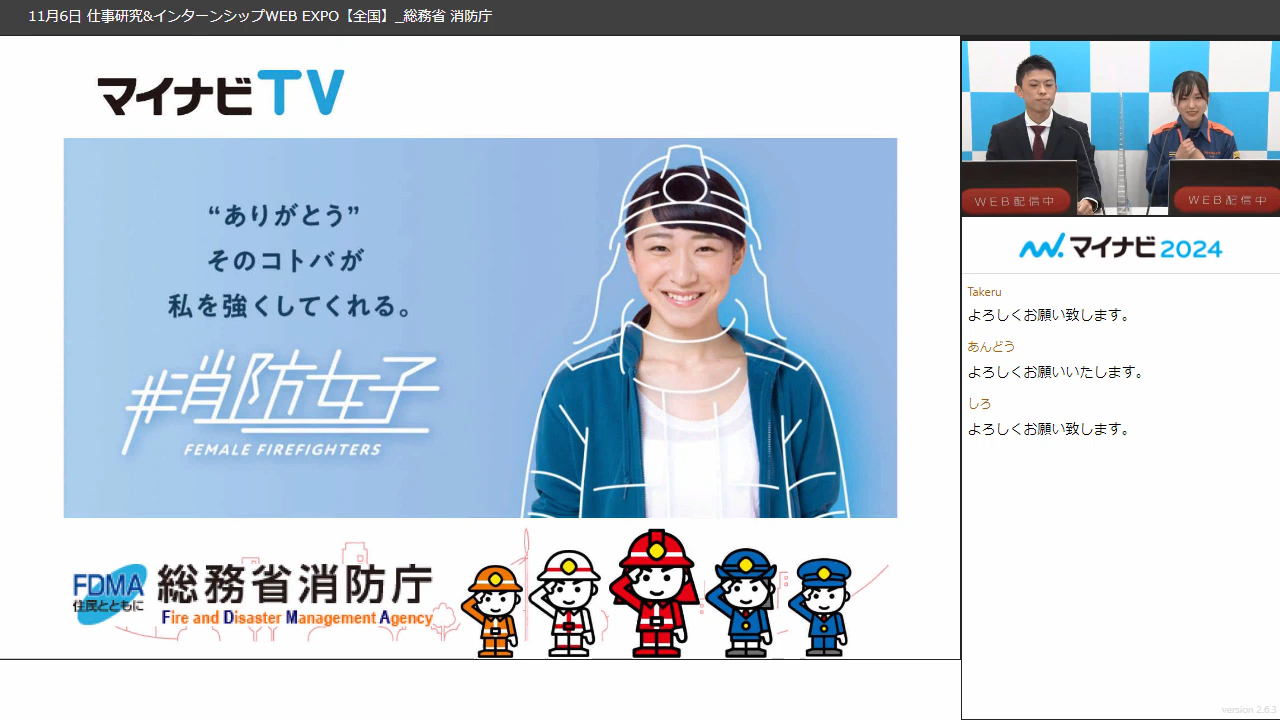 11月6日 仕事研究&インターンシップWEB EXPO【全国】_総務省 消防庁
マイナビTV
“ありがとう”
そのコトバが
私を強くしてくれる。
#消防女子
FEMALE FIREFIGHTERS
FDMA
住民とともに
総務省消防庁
Fire and Disaster Management Agency
WEB配信中
WEB配信中
マイナビ2024
Takeru
よろしくお願い致します。
あんどう
よろしくお願いいたします。
しろ
よろしくお願い致します。
version 2.6.3